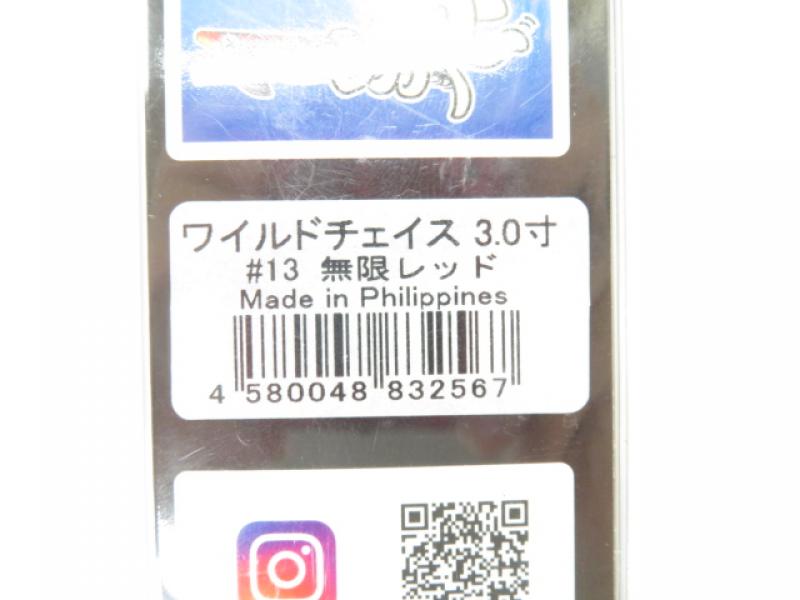 ワイルドチェイス 3.0寸
#13 無限レッド
Made in Philippines
4 580048 832567